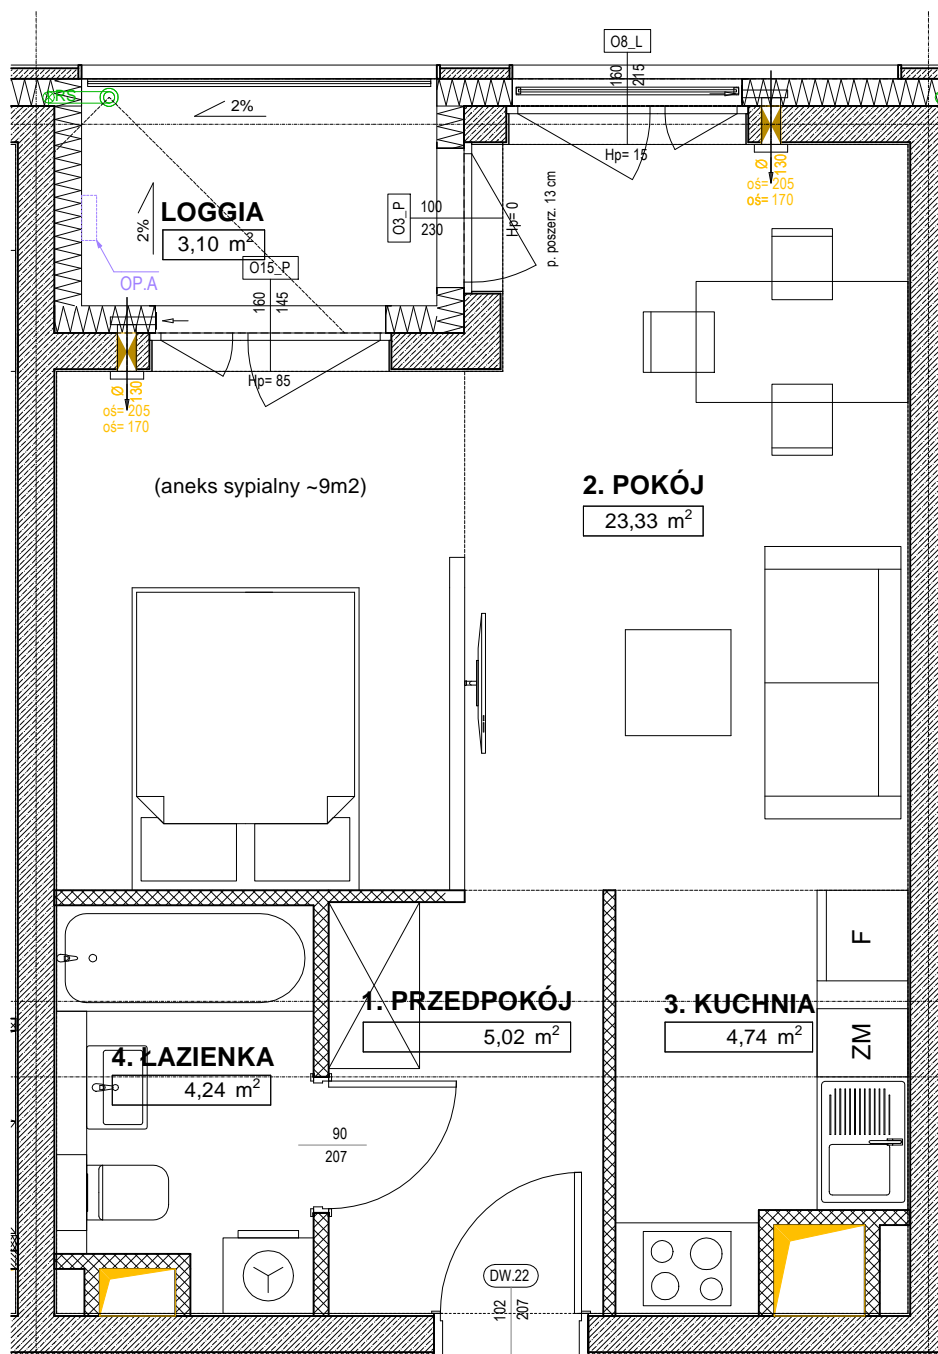 O8_L
160
215
RS
2%
Hp= 15
Ø
130
oś= 205
oś= 170
O3_P
100
230
Hp= 0
p. poszerz. 13 cm
2%
LOGGIA
3,10 m²
OP.A
O15_P
160
145
Hp= 85
Ø
130
oś= 205
oś= 170
(aneks sypialny ~9m2)
2. POKÓJ
23,33 m²
F
1. PRZEDPOKÓJ
5,02 m²
3. KUCHNIA
4,74 m²
ZM
4. ŁAZIENKA
4,24 m²
90
207
DW.22
102
207